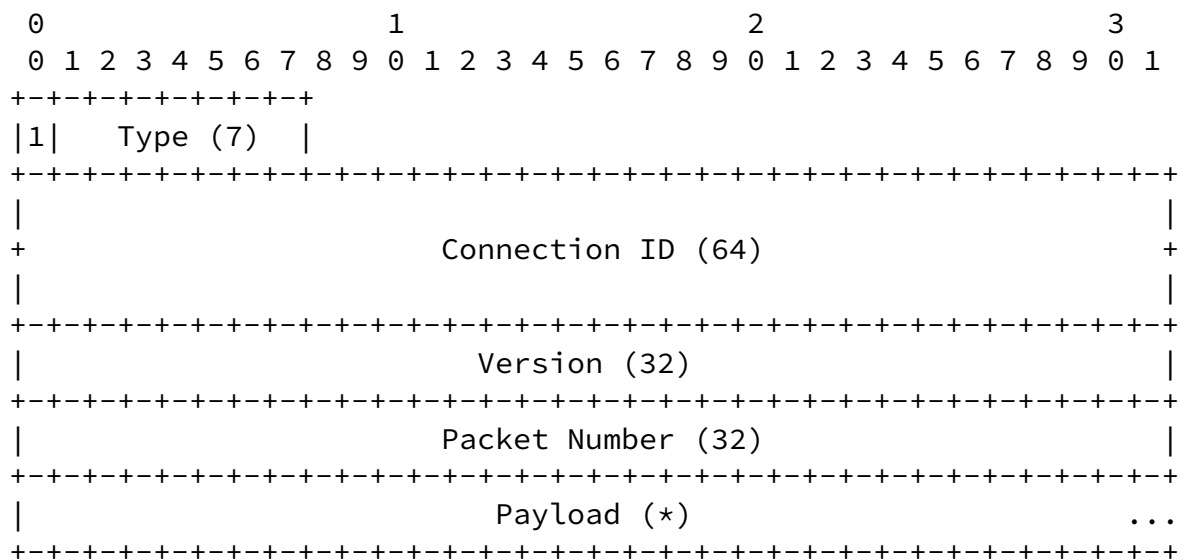 0                   1                   2                   3
 0 1 2 3 4 5 6 7 8 9 0 1 2 3 4 5 6 7 8 9 0 1 2 3 4 5 6 7 8 9 0 1
+-+-+-+-+-+-+-+-+
|1|   Type (7)  |
+-+-+-+-+-+-+-+-+-+-+-+-+-+-+-+-+-+-+-+-+-+-+-+-+-+-+-+-+-+-+-+-+
|                                                               |
+                       Connection ID (64)                      +
|                                                               |
+-+-+-+-+-+-+-+-+-+-+-+-+-+-+-+-+-+-+-+-+-+-+-+-+-+-+-+-+-+-+-+-+
|                         Version (32)                          |
+-+-+-+-+-+-+-+-+-+-+-+-+-+-+-+-+-+-+-+-+-+-+-+-+-+-+-+-+-+-+-+-+
|                       Packet Number (32)                      |
+-+-+-+-+-+-+-+-+-+-+-+-+-+-+-+-+-+-+-+-+-+-+-+-+-+-+-+-+-+-+-+-+
|                          Payload (*)                        ...
+-+-+-+-+-+-+-+-+-+-+-+-+-+-+-+-+-+-+-+-+-+-+-+-+-+-+-+-+-+-+-+-+